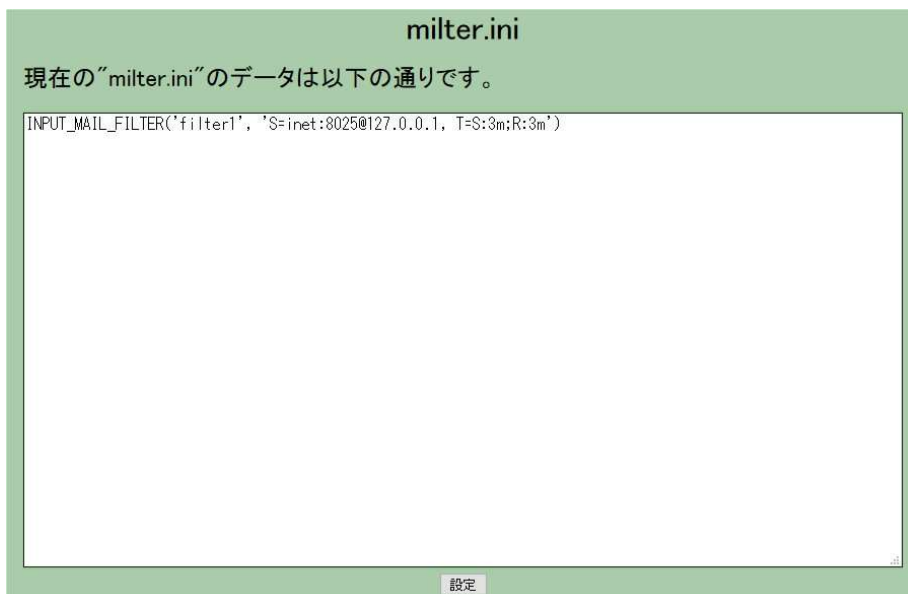 milter.ini
現在の"milter.ini"のデータは以下の通りです。
INPUT_MAIL_FILTER('filter1', 'S=inet:8025@127.0.0.1, T=S:3m;R:3m')
設定